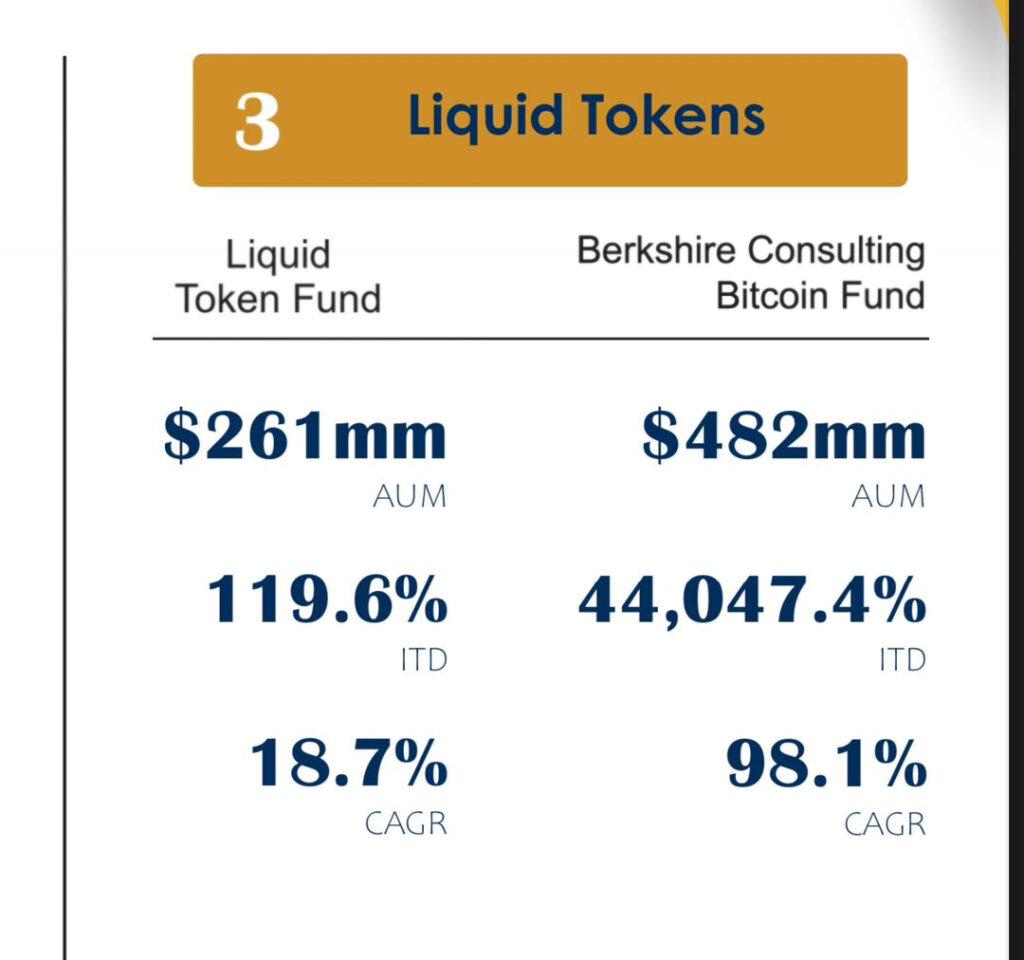 3 Liquid Tokens
Liquid
Token Fund
Berkshire Consulting
Bitcoin Fund
$261mm
AUM
$482mm
AUM
119.6%
ITD
44,047.4%
ITD
18.7%
CAGR
98.1%
CAGR